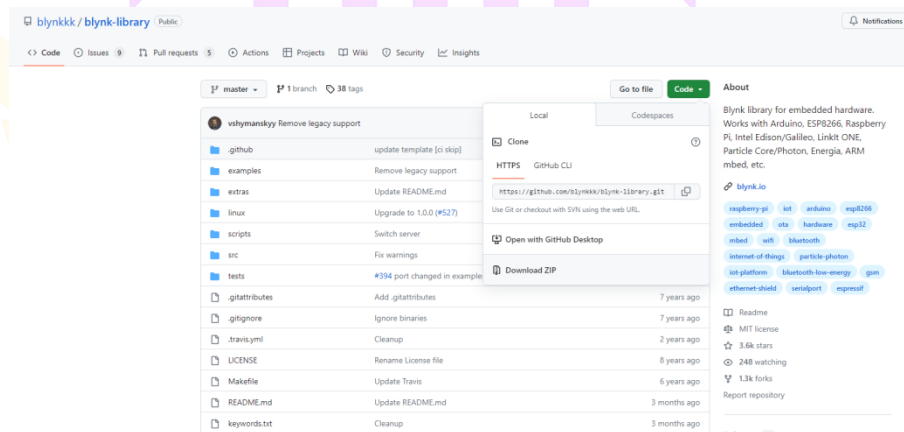 blynkkk / blynk-library Public
Notifications
Code Issues 9 Pull requests 5 Actions Projects Wiki Security Insights
master 1 branch 38 tags Go to file Code
vshymanskyy Remove legacy support
.github update template [ci skip]
examples Remove legacy support
extras Update README.md
linux Upgrade to 1.0.0 (#527)
scripts Switch server
src Fix warnings
tests #394 port changed in example
.gitattributes Add .gitattributes 7 years ago
.gitignore Ignore binaries 7 years ago
.travis.yml Cleanup 2 years ago
LICENSE Rename License file 8 years ago
Makefile Update Travis 6 years ago
README.md Update README.md 3 months ago
keywords.txt Cleanup 3 months ago
Local Codespaces
Clone
HTTPS GitHub CLI
https://github.com/blynkkk/blynk-library.git
Use Git or checkout with SVN using the web URL.
Open with GitHub Desktop
Download ZIP
About
Blynk library for embedded hardware.
Works with Arduino, ESP8266, Raspberry
Pi, Intel Edison/Galileo, LinkIt ONE,
Particle Core/Photon, Energia, ARM
mbed, etc.
blynk.io
raspberry-pi iot arduino esp8266
embedded ota hardware esp32
mbed wifi bluetooth
internet-of-things particle-photon
iot-platform bluetooth-low-energy gsm
ethernet-shield serialport espressif
Readme
MIT license
3.6k stars
248 watching
1.3k forks
Report repository